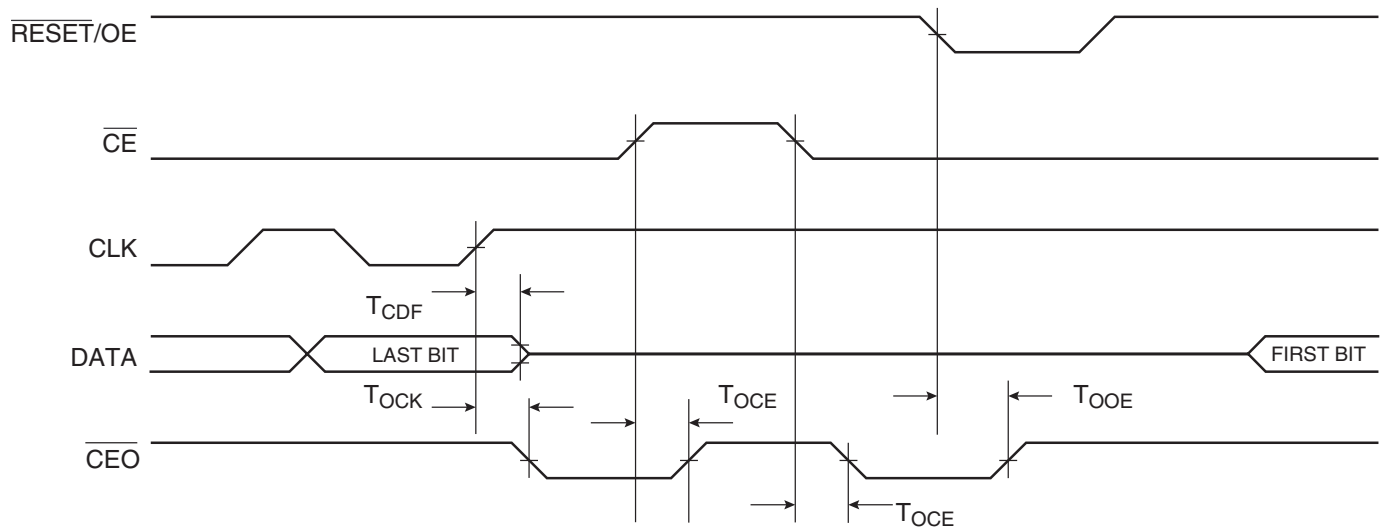 RESET/OE
CE
CLK
TCDF
DATA
LAST BIT
FIRST BIT
TOCK
TOCE
TOOE
CEO
TOCE